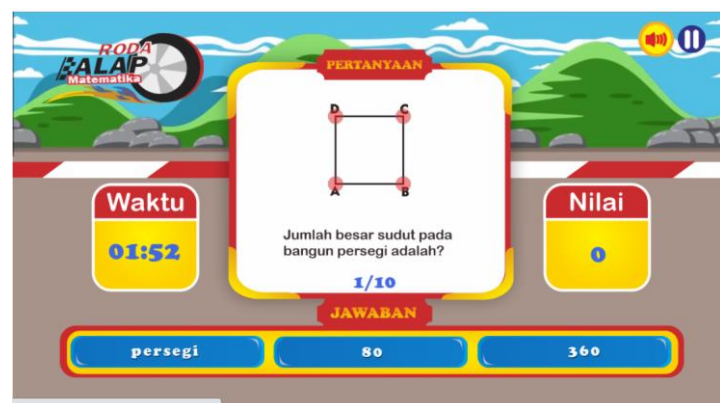 RODA
BALAP
Matematika
PERTANYAAN
D C
A B
Jumlah besar sudut pada
bangun persegi adalah?
1/10
Waktu
01:52
Nilai
0
JAWABAN
persegi
80
360